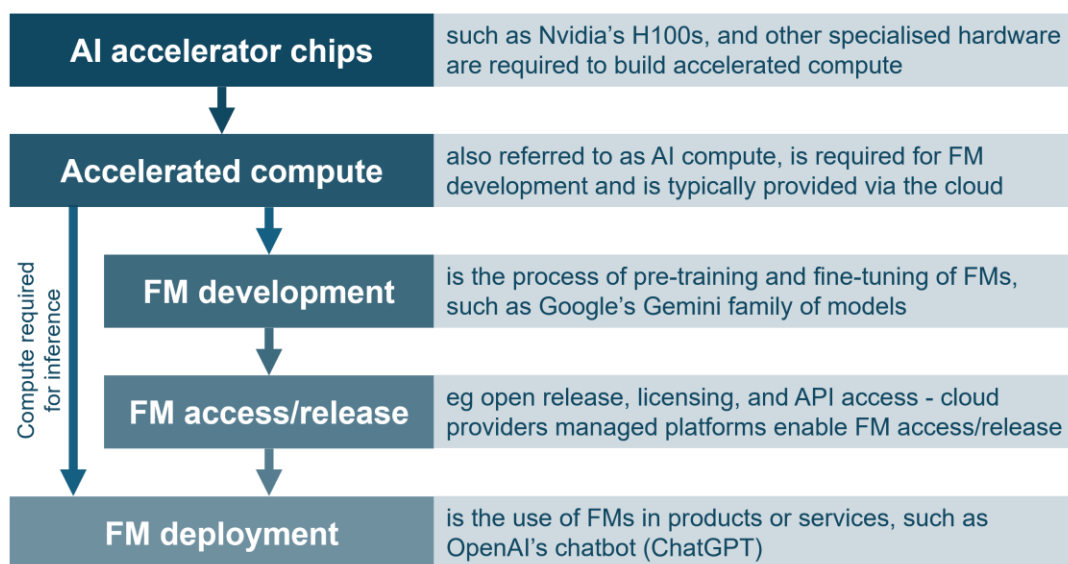 AI accelerator chips
such as Nvidia’s H100s, and other specialised hardware
are required to build accelerated compute
Accelerated compute
also referred to as AI compute, is required for FM
development and is typically provided via the cloud
Compute required
for inference
FM development
is the process of pre-training and fine-tuning of FMs,
such as Google’s Gemini family of models
FM access/release
eg open release, licensing, and API access - cloud
providers managed platforms enable FM access/release
FM deployment
is the use of FMs in products or services, such as
OpenAI’s chatbot (ChatGPT)